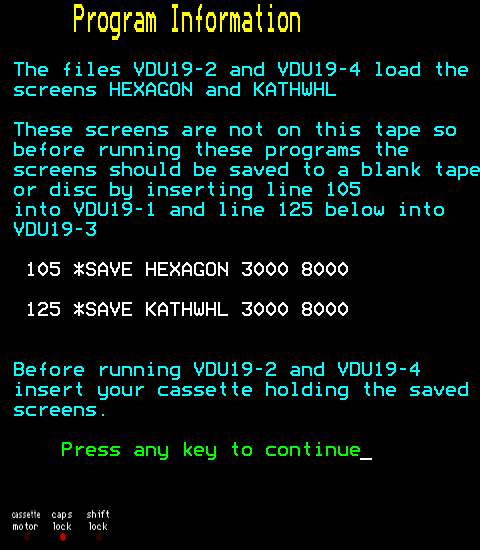 Program Information
The files VDU19-2 and VDU19-4 load the
screens HEXAGON and KATHWHL
These screens are not on this tape so
before running these programs the
screens should be saved to a blank tape
or disc by inserting line 105
into VDU19-1 and line 125 below into
VDU19-3
105 *SAVE HEXAGON 3000 8000
125 *SAVE KATHWHL 3000 8000
Before running VDU19-2 and VDU19-4
insert your cassette holding the saved
screens.
Press any key to continue_
cassette motor caps lock shift lock